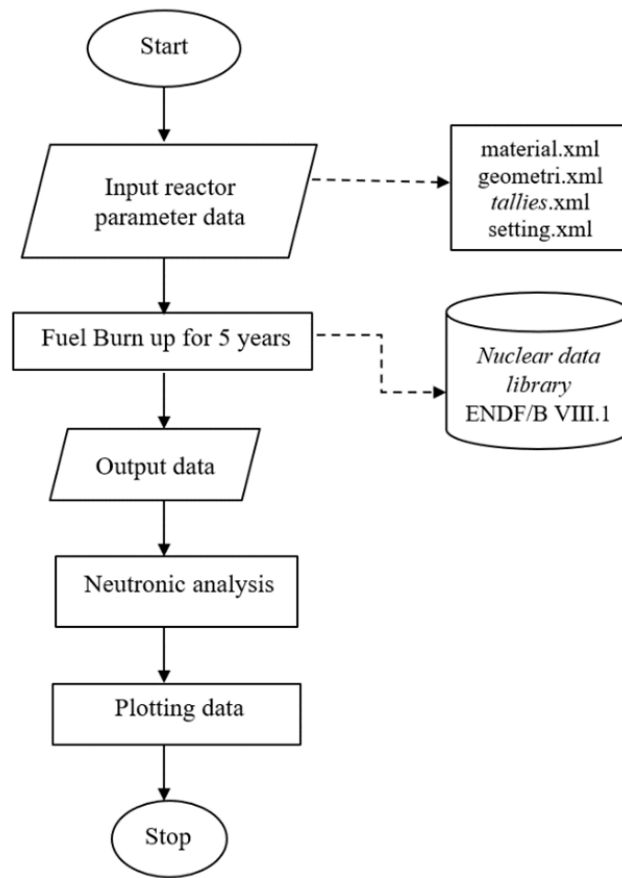 Start
Input reactor
parameter data
material.xml
geometri.xml
tallies.xml
setting.xml
Fuel Burn up for 5 years
Nuclear data
library
ENDF/B VIII.1
Output data
Neutronic analysis
Plotting data
Stop